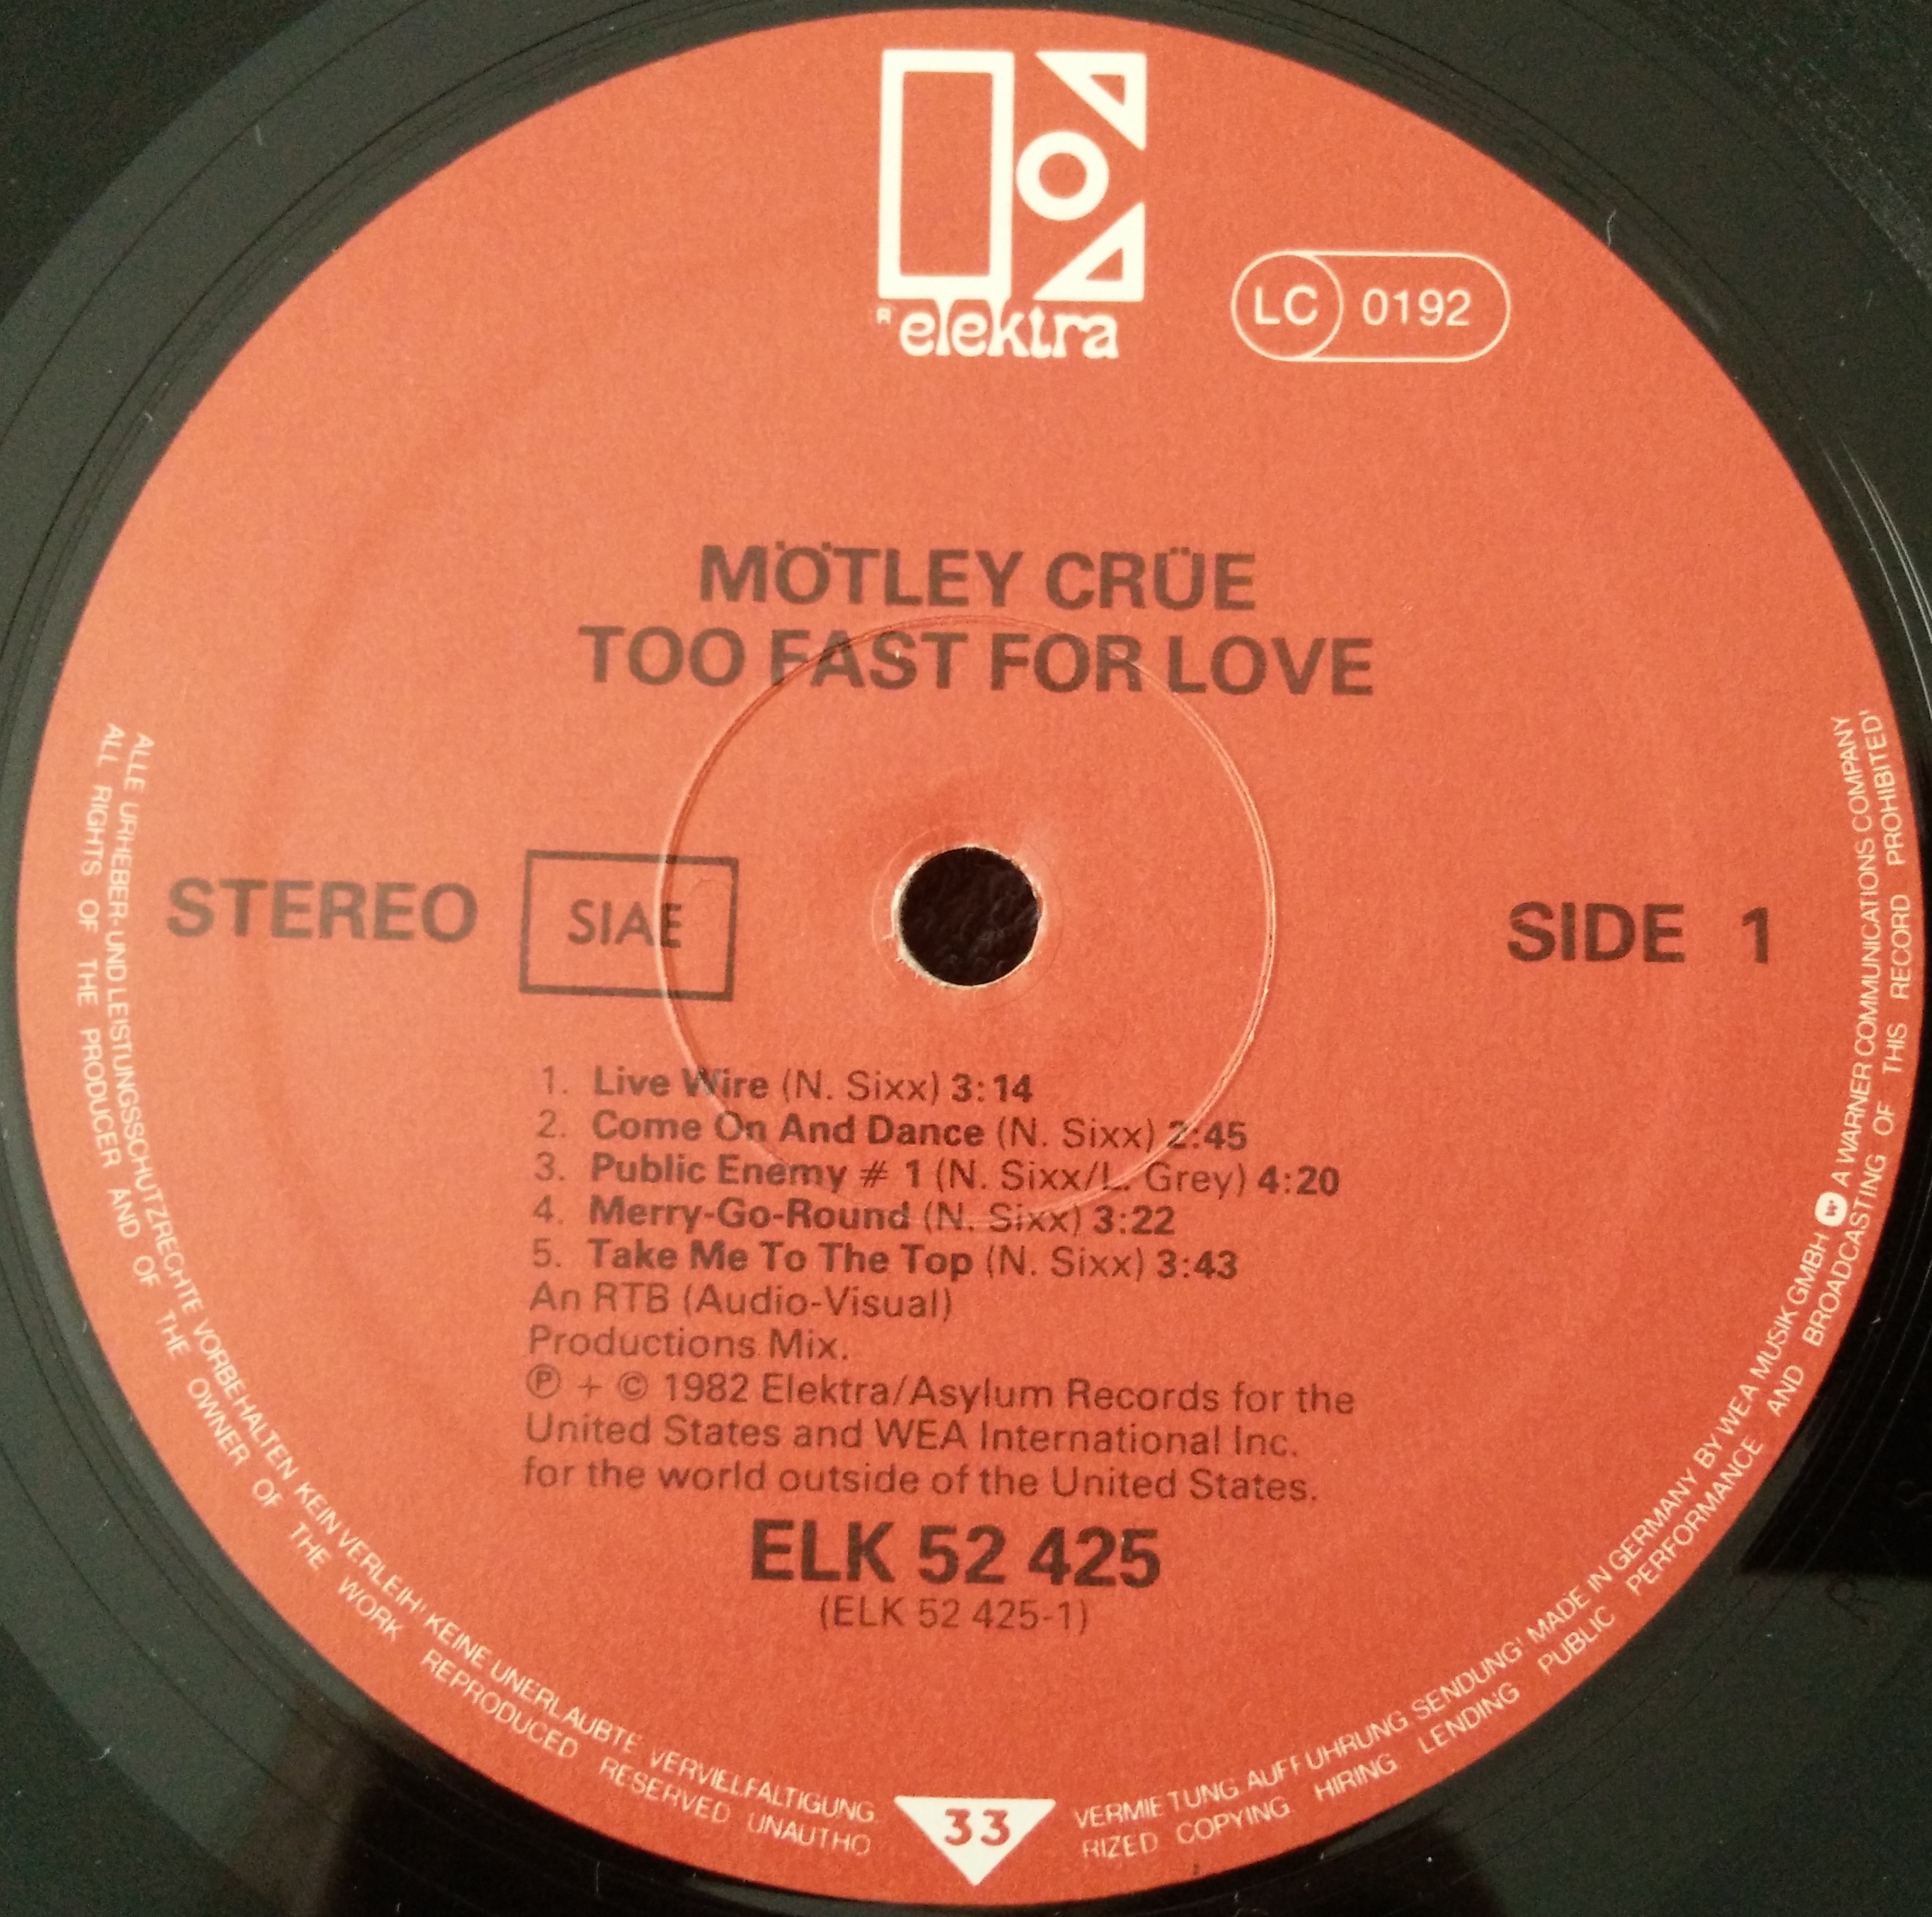 ® elektra
LC 0192
MÖTLEY CRÜE
TOO FAST FOR LOVE
STEREO SIAE SIDE 1
1. Live Wire (N. Sixx) 3:14
2. Come On And Dance (N. Sixx) 2:45
3. Public Enemy # 1 (N. Sixx/L. Grey) 4:20
4. Merry-Go-Round (N. Sixx) 3:22
5. Take Me To The Top (N. Sixx) 3:43
An RTB (Audio-Visual)
Productions Mix.
℗ + © 1982 Elektra/Asylum Records for the
United States and WEA International Inc.
for the world outside of the United States.
ELK 52 425
(ELK 52 425-1)
ALLE URHEBER-UND LEISTUNGSSCHUTZRECHTE VORBEHALTEN KEIN VERLEIH' KEINE UNERLAUBTE VERVIELFALTIGUNG VERMIETUNG AUFFUHRUNG SENDUNG' MADE IN GERMANY BY WEA MUSIK GMBH W A WARNER COMMUNICATIONS COMPANY
ALL RIGHTS OF THE PRODUCER AND OF THE OWNER OF THE WORK REPRODUCED RESERVED UNAUTHO RIZED COPYING HIRING LENDING PUBLIC PERFORMANCE AND BROADCASTING OF THIS RECORD PROHIBITED'
33